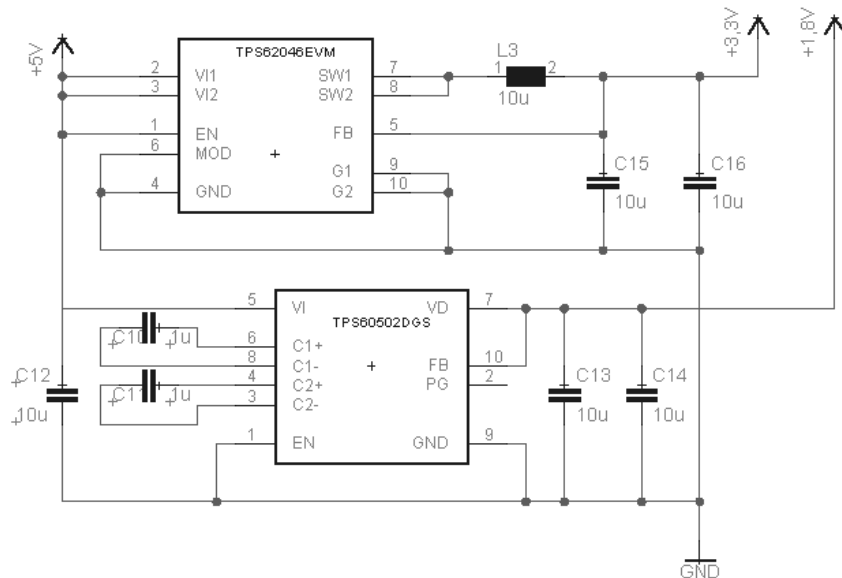 +5V
TPS62046EVM
+3,3V
+1,8V
2 VI1 SW1 7
3 VI2 SW2 8
1 EN FB 5
6 MOD
G1 9
4 GND G2 10
L3
1 2
10u
C15
10u
C16
10u
TPS60502DGS
5 VI VD 7
6 C1+
8 C1- FB 10
4 C2+ PG 2
3 C2-
1 EN GND 9
C10 1u
C11 1u
C12
10u
C13
10u
C14
10u
GND